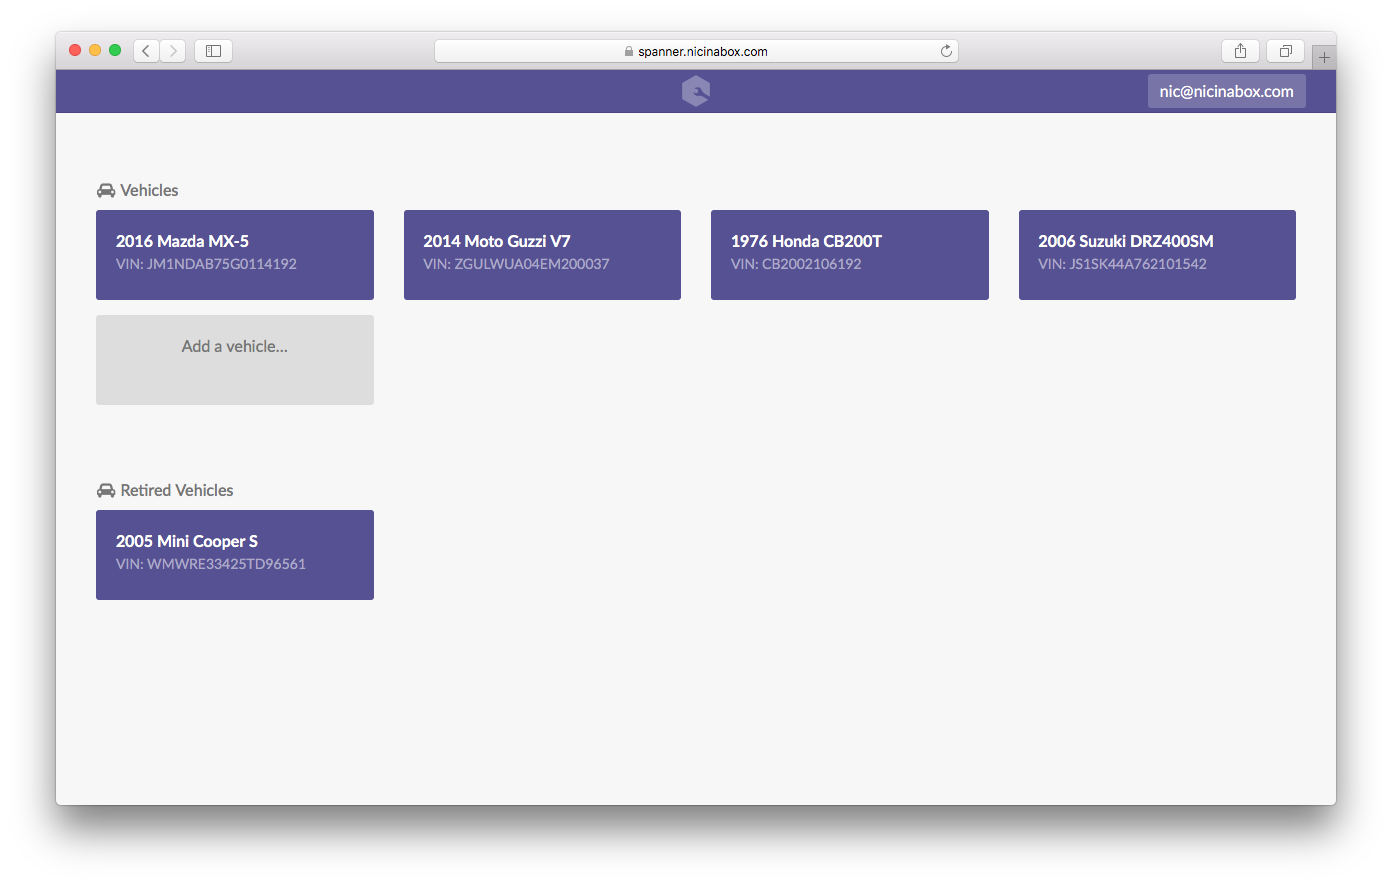 spanner.nicinabox.com
nic@nicinabox.com
Vehicles
2016 Mazda MX-5
VIN: JM1NDAB75G0114192
2014 Moto Guzzi V7
VIN: ZGULWUA04EM200037
1976 Honda CB200T
VIN: CB2002106192
2006 Suzuki DRZ400SM
VIN: JS1SK44A762101542
Add a vehicle...
Retired Vehicles
2005 Mini Cooper S
VIN: WMWRE33425TD96561